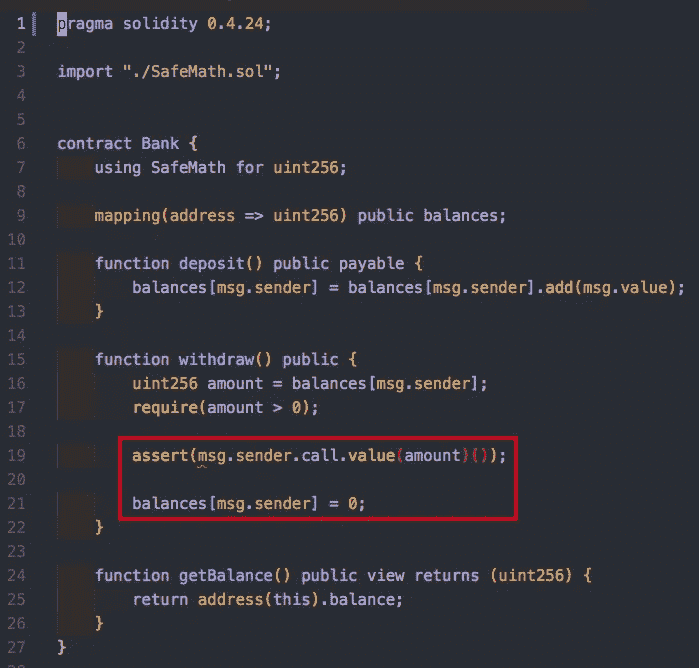 1 pragma solidity 0.4.24;
2
3 import "./SafeMath.sol";
4
5
6 contract Bank {
7 using SafeMath for uint256;
8
9 mapping(address => uint256) public balances;
10
11 function deposit() public payable {
12 balances[msg.sender] = balances[msg.sender].add(msg.value);
13 }
14
15 function withdraw() public {
16 uint256 amount = balances[msg.sender];
17 require(amount > 0);
18
19 assert(msg.sender.call.value(amount)());
20
21 balances[msg.sender] = 0;
22 }
23
24 function getBalance() public view returns (uint256) {
25 return address(this).balance;
26 }
27 }